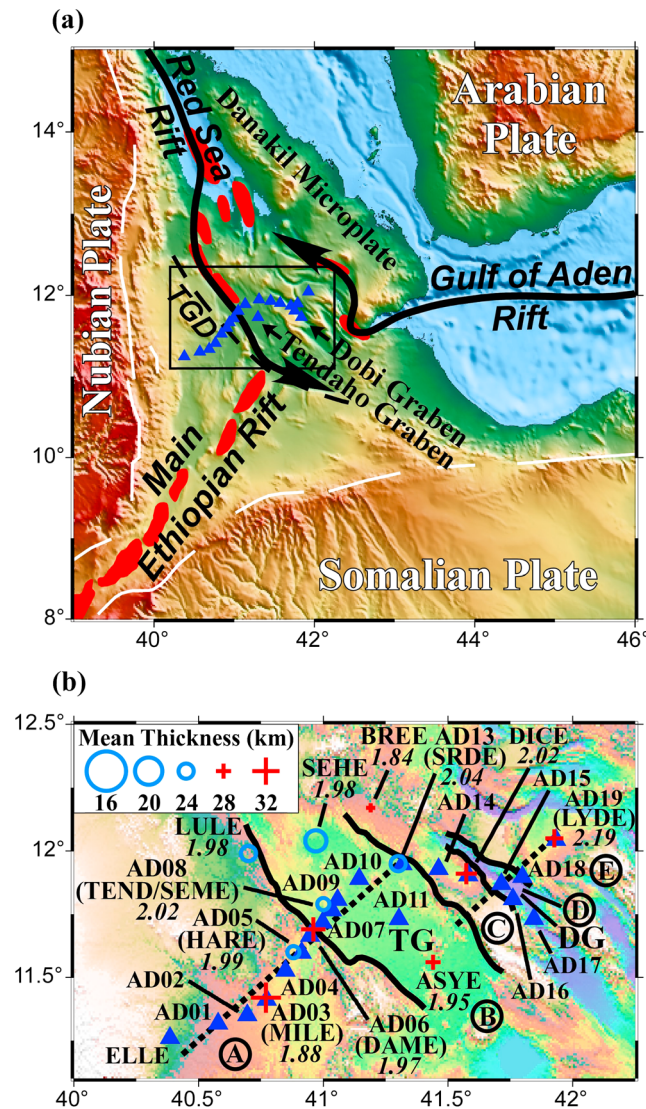 (a)
Red Sea
Rift
Danakil Microplate
Arabian
Plate
Nubian Plate
Gulf of Aden
Rift
TGD
Dobi Graben
Tendaho Graben
Main
Ethiopian Rift
Somalian Plate
14°
12°
10°
8°
40°
42°
44°
46°
(b)
12.5°
12°
11.5°
Mean Thickness (km)
16 20 24 28 32
BREE
1.84
AD13
(SRDE)
2.04
DICE
2.02
SEHE
1.98
AD14
AD15
AD19
(LYDE)
2.19
LULE
1.98
AD08
(TEND/SEME)
2.02
AD10
AD09
AD18
E
AD05
(HARE)
1.99
AD11
AD07
TG
C
D
DG
AD17
AD02
AD04
ASYE
1.95
AD16
AD01
AD03
(MILE)
1.88
AD06
(DAME)
1.97
B
ELLE
A
40°
40.5°
41°
41.5°
42°